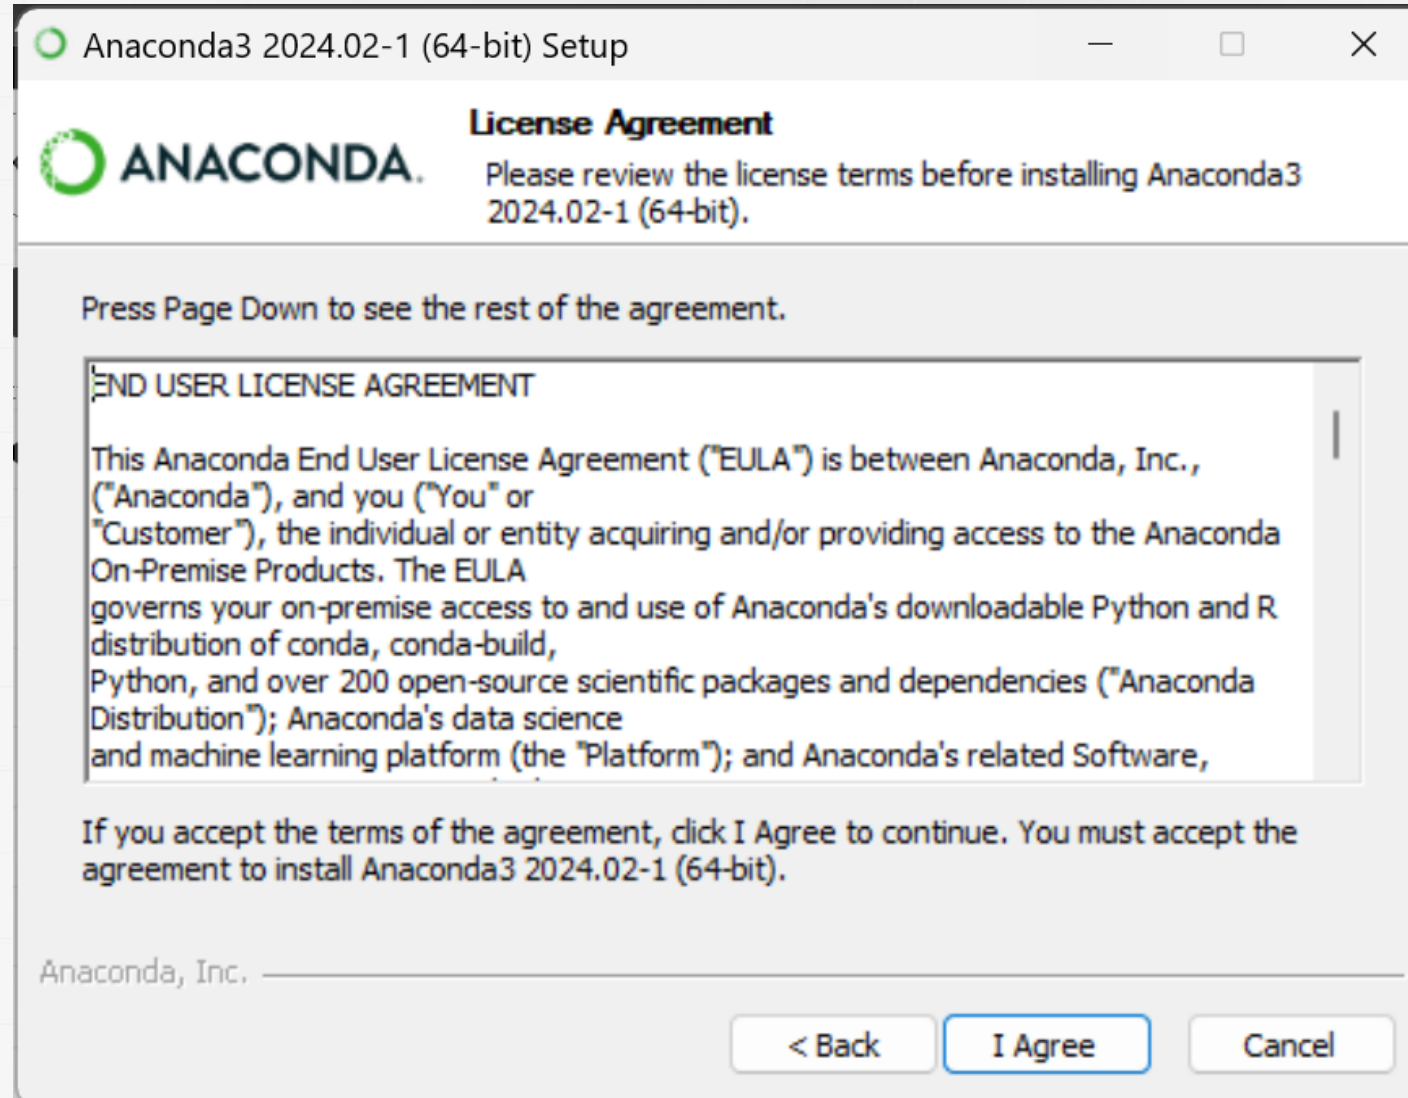 Anaconda3 2024.02-1 (64-bit) Setup
ANACONDA.
License Agreement
Please review the license terms before installing Anaconda3
2024.02-1 (64-bit).
Press Page Down to see the rest of the agreement.
END USER LICENSE AGREEMENT
This Anaconda End User License Agreement ("EULA") is between Anaconda, Inc.,
("Anaconda"), and you ("You" or
"Customer"), the individual or entity acquiring and/or providing access to the Anaconda
On-Premise Products. The EULA
governs your on-premise access to and use of Anaconda's downloadable Python and R
distribution of conda, conda-build,
Python, and over 200 open-source scientific packages and dependencies ("Anaconda
Distribution"); Anaconda's data science
and machine learning platform (the "Platform"); and Anaconda's related Software,
If you accept the terms of the agreement, click I Agree to continue. You must accept the
agreement to install Anaconda3 2024.02-1 (64-bit).
Anaconda, Inc.
< Back
I Agree
Cancel